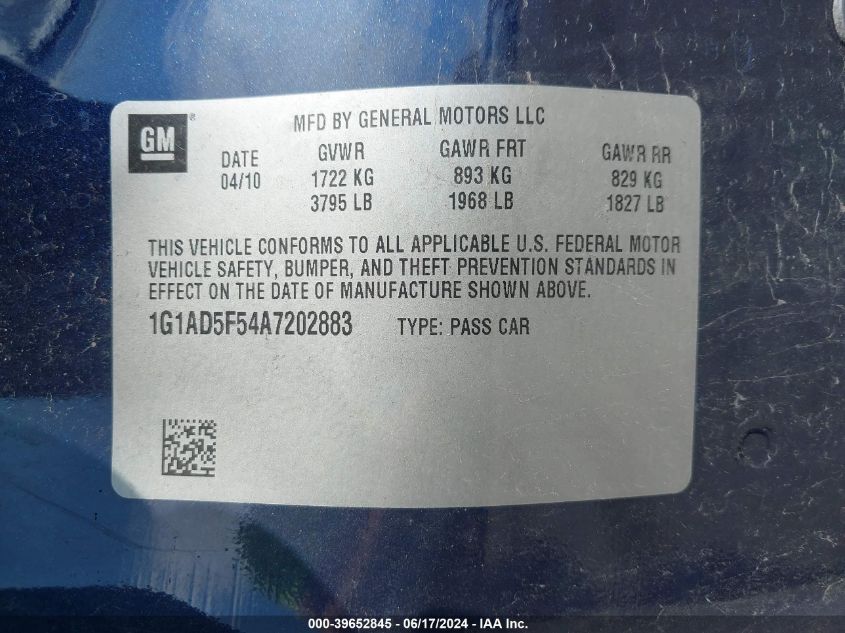 GM ®
MFD BY GENERAL MOTORS LLC
DATE GVWR GAWR FRT GAWR RR
04/10 1722 KG 893 KG 829 KG
3795 LB 1968 LB 1827 LB
THIS VEHICLE CONFORMS TO ALL APPLICABLE U.S. FEDERAL MOTOR
VEHICLE SAFETY, BUMPER, AND THEFT PREVENTION STANDARDS IN
EFFECT ON THE DATE OF MANUFACTURE SHOWN ABOVE.
1G1AD5F54A7202883 TYPE: PASS CAR
000-39652845 - 06/17/2024 - IAA Inc.